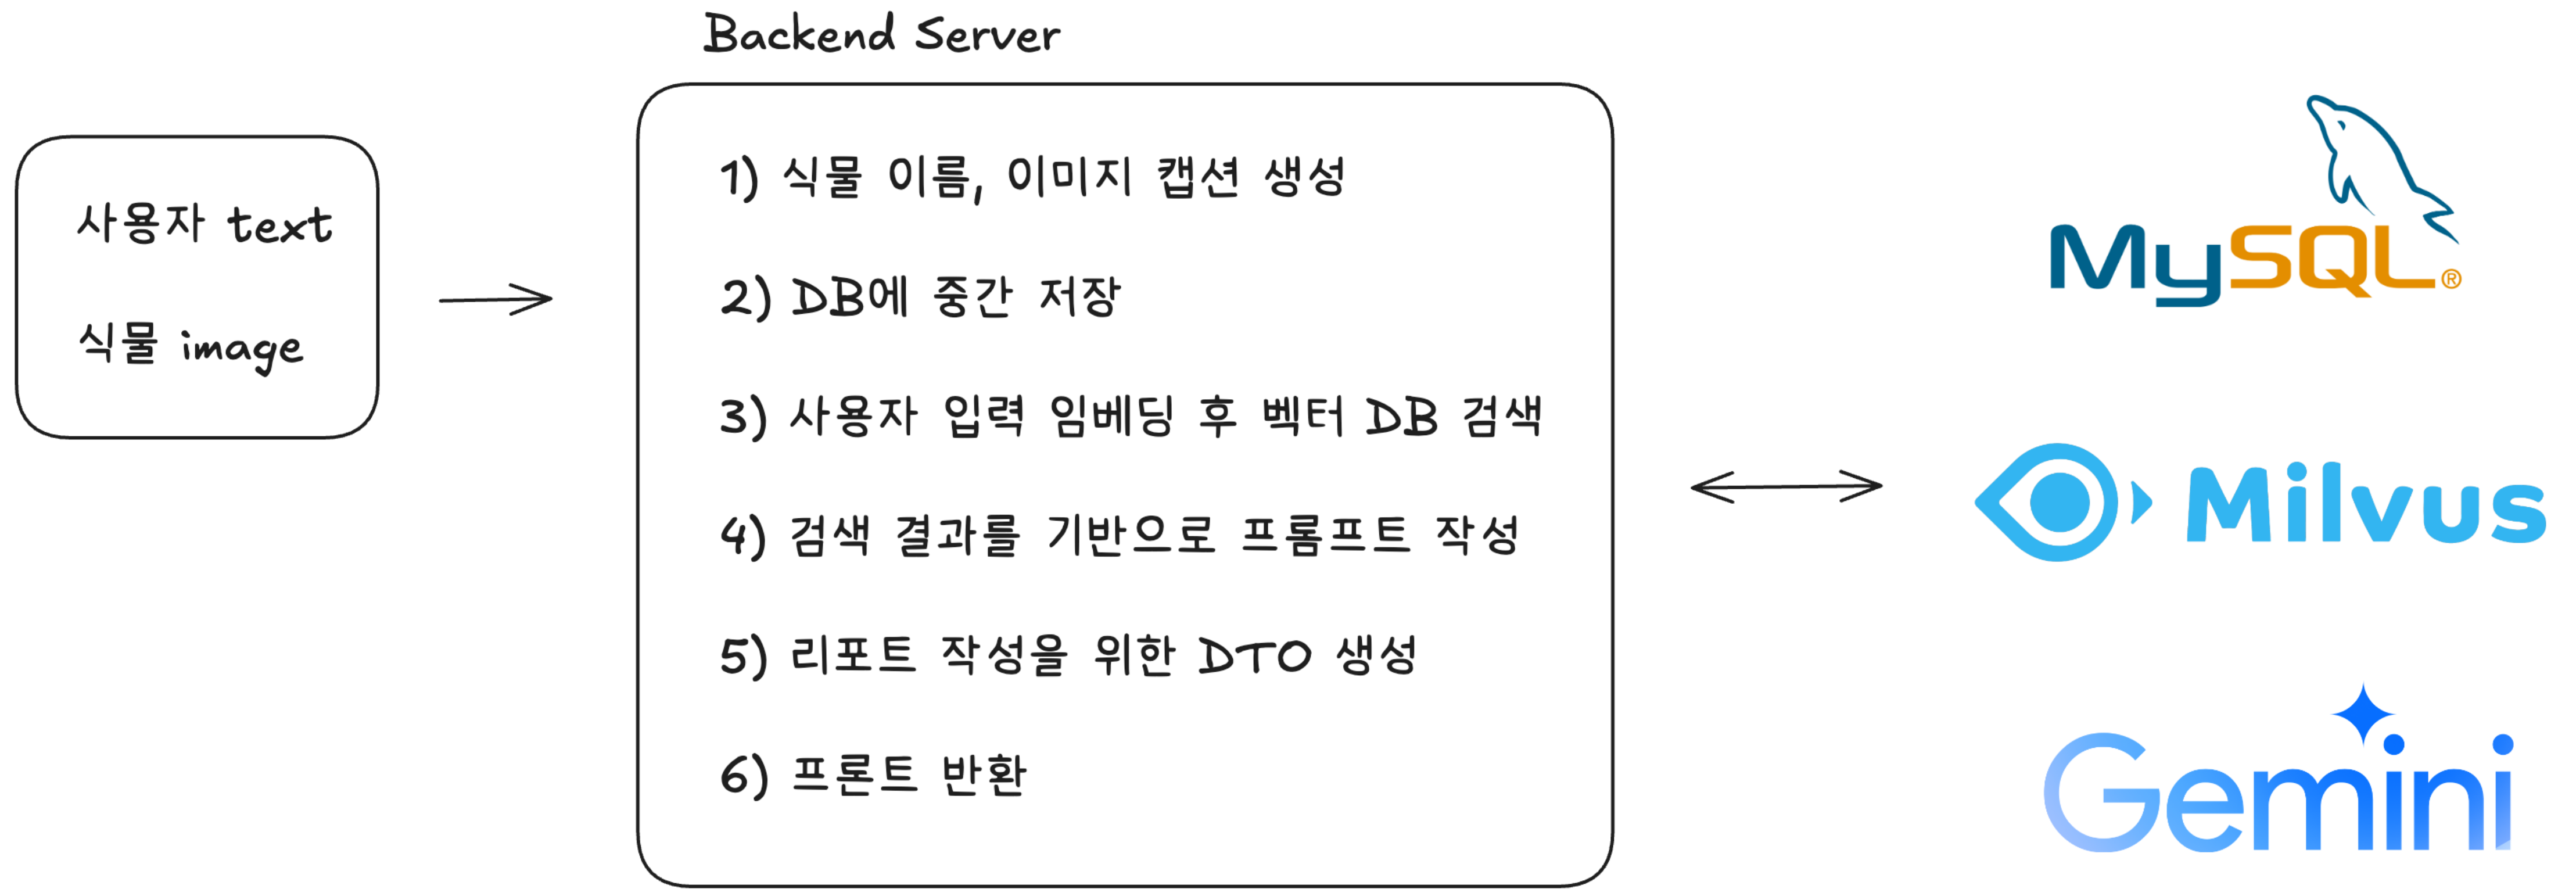 Backend Server
사용자 text
식물 image
1) 식물 이름, 이미지 캡션 생성
2) DB에 중간 저장
3) 사용자 입력 임베딩 후 벡터 DB 검색
4) 검색 결과를 기반으로 프롬프트 작성
5) 리포트 작성을 위한 DTO 생성
6) 프론트 반환
MySQL®
Milvus
Gemini